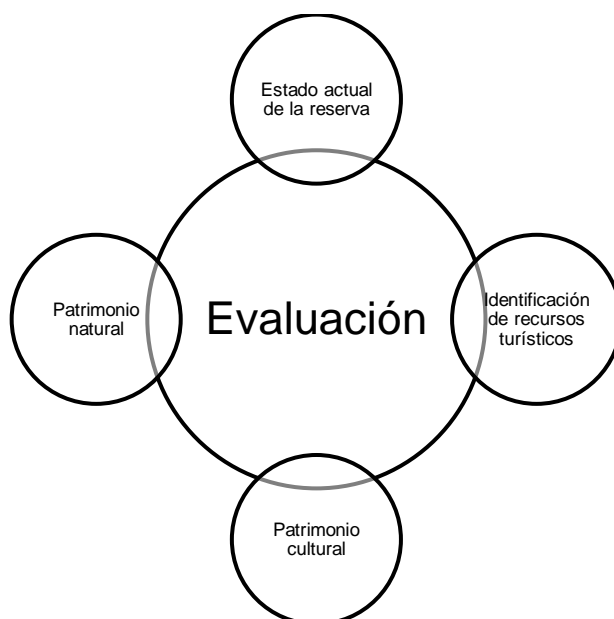 Estado actual
de la reserva
Patrimonio
natural
Evaluación
Identificación
de recursos
turísticos
Patrimonio
cultural